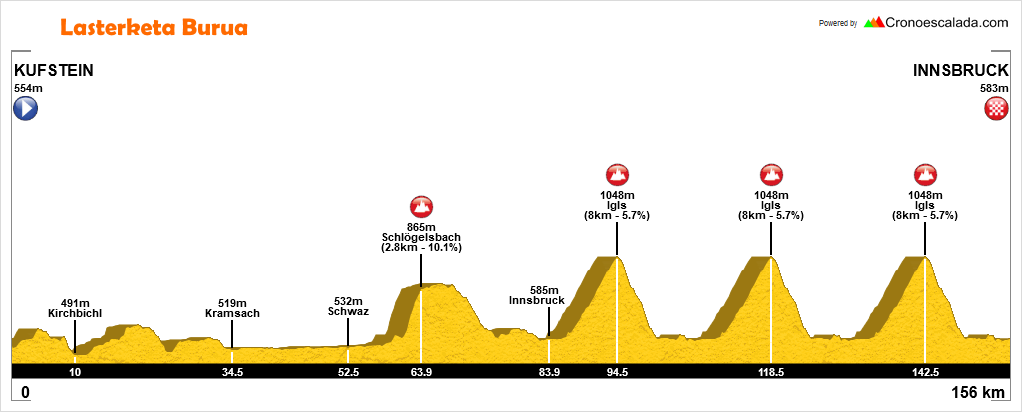 Lasterketa Burua
Powered by Cronoescalada.com
KUFSTEIN
554m
INNSBRUCK
583m
491m
Kirchbichl
519m
Kramsach
532m
Schwaz
865m
Schlögelsbach
(2.8km - 10.1%)
585m
Innsbruck
1048m
Igls
(8km - 5.7%)
1048m
Igls
(8km - 5.7%)
1048m
Igls
(8km - 5.7%)
10 34.5 52.5 63.9 83.9 94.5 118.5 142.5
0 156 km